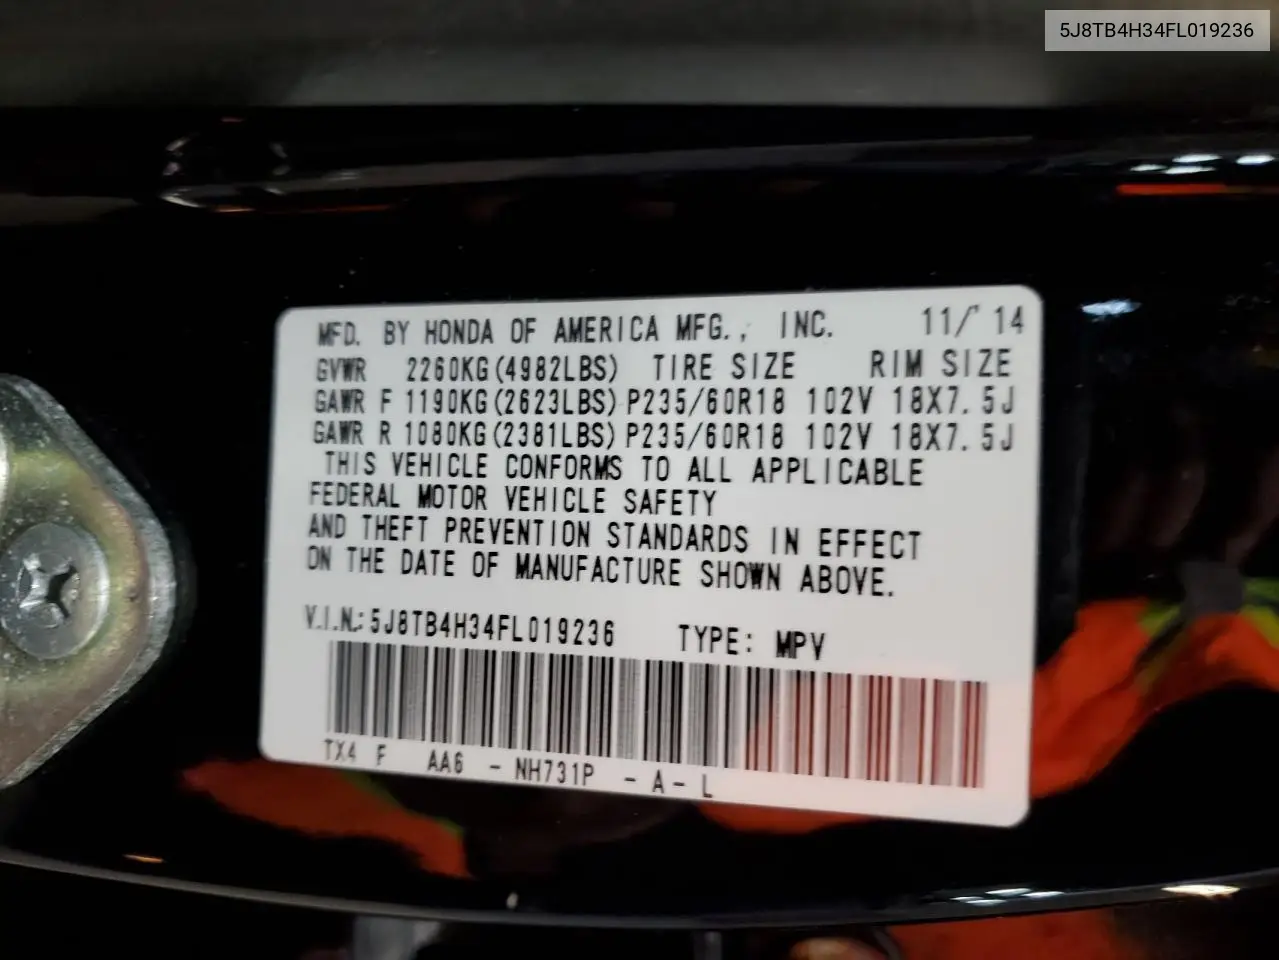 5J8TB4H34FL019236
MFD. BY HONDA OF AMERICA MFG., INC. 11/'14
GVWR 2260KG(4982LBS) TIRE SIZE RIM SIZE
GAWR F 1190KG(2623LBS) P235/60R18 102V 18X7.5J
GAWR R 1080KG(2381LBS) P235/60R18 102V 18X7.5J
THIS VEHICLE CONFORMS TO ALL APPLICABLE
FEDERAL MOTOR VEHICLE SAFETY
AND THEFT PREVENTION STANDARDS IN EFFECT
ON THE DATE OF MANUFACTURE SHOWN ABOVE.
V.I.N.: 5J8TB4H34FL019236 TYPE: MPV
TX4 F AA6 - NH731P - A - L